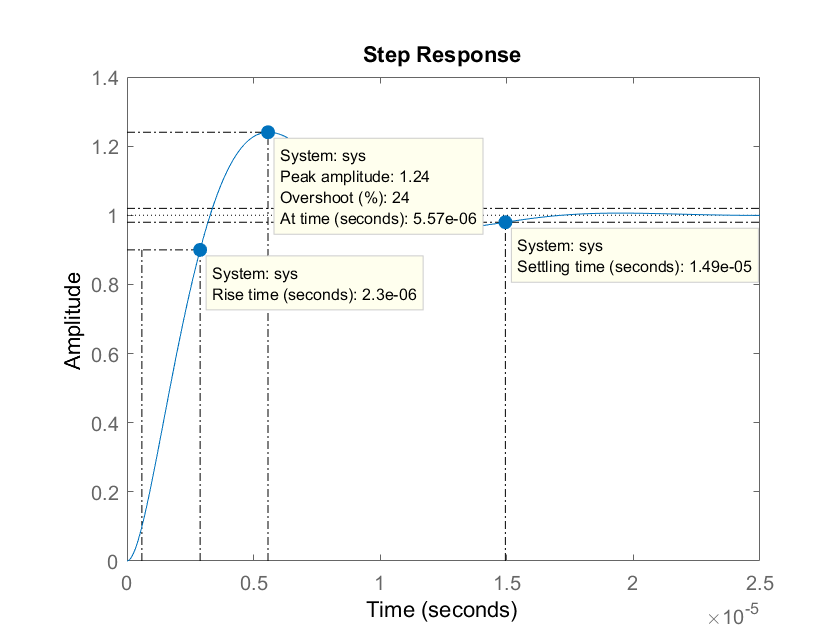 Step Response
1.4
1.2
1
0.8
0.6
0.4
0.2
0
Amplitude
System: sys
Peak amplitude: 1.24
Overshoot (%): 24
At time (seconds): 5.57e-06
System: sys
Rise time (seconds): 2.3e-06
System: sys
Settling time (seconds): 1.49e-05
0 0.5 1 1.5 2 2.5
Time (seconds)
×10⁻⁵